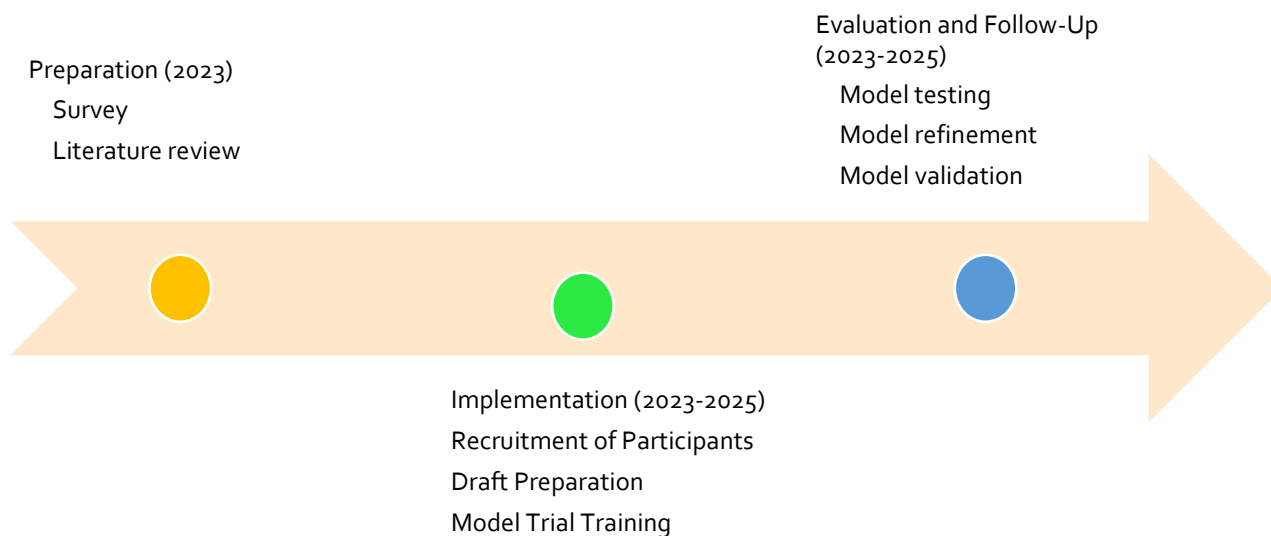 Preparation (2023)
Survey
Literature review
Implementation (2023-2025)
Recruitment of Participants
Draft Preparation
Model Trial Training
Evaluation and Follow-Up
(2023-2025)
Model testing
Model refinement
Model validation